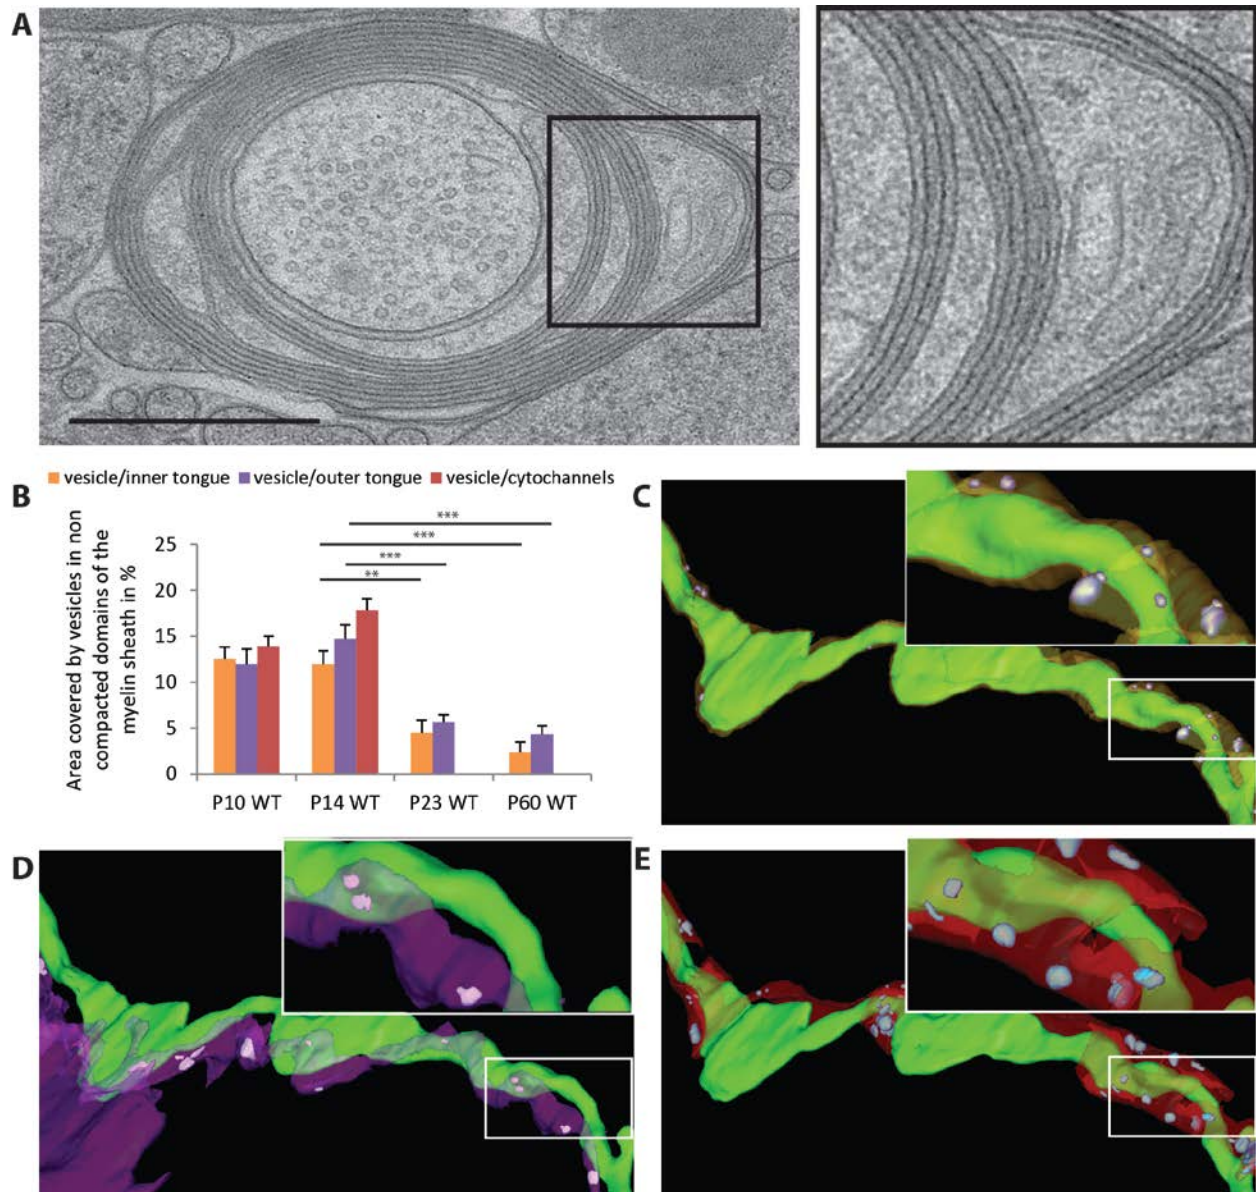 A
B
vesicle/inner tongue vesicle/outer tongue vesicle/cytochannels
Area covered by vesicles in non
compacted domains of the
myelin sheath in %
25
20
15
10
5
0
***
***
***
**
P10 WT P14 WT P23 WT P60 WT
C
D
E